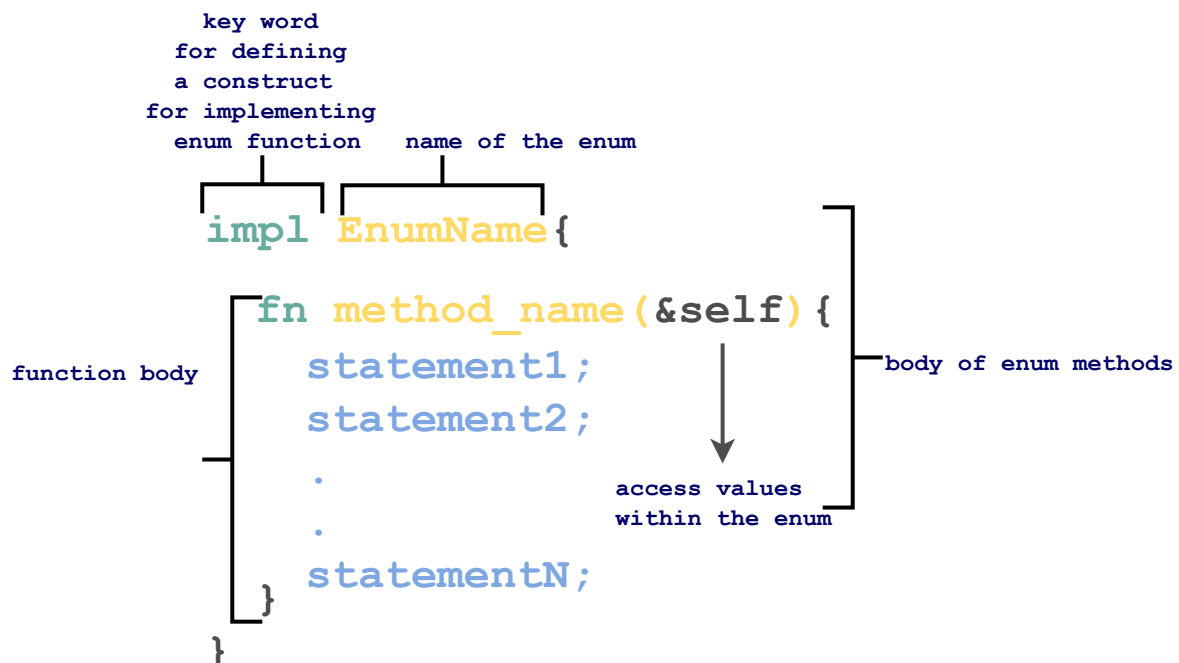 key word
for defining
a construct
for implementing
enum function
name of the enum
impl EnumName{
fn method_name(&self){
function body
statement1;
body of enum methods
statement2;
.
access values
within the enum
.
statementN;
}
}